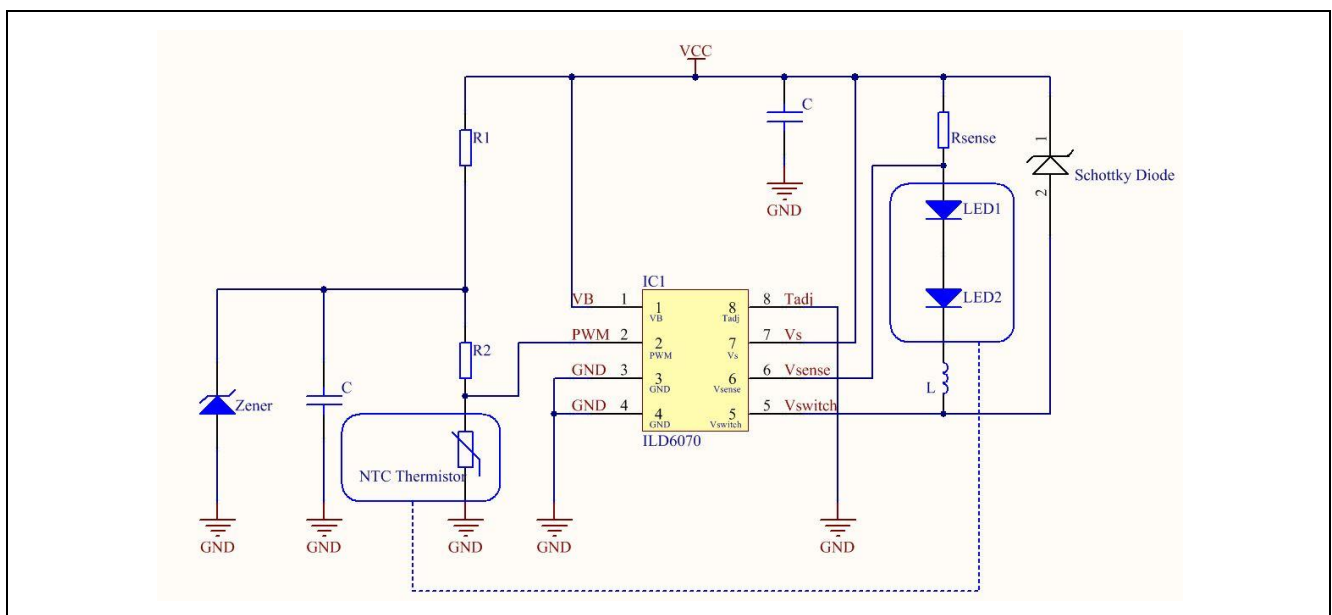 VCC
C
GND
R1
Rsense
1
2
Schottky Diode
LED1
LED2
L
R2
Zener
C
NTC Thermistor
GND
GND
GND
GND
GND
IC1
VB 1 1 VB
PWM 2 2 PWM
GND 3 3 GND
GND 4 4 GND
8 Tadj 8 Tadj
7 Vs 7 Vs
6 Vsense 6 Vsense
5 Vswitch 5 Vswitch
ILD6070